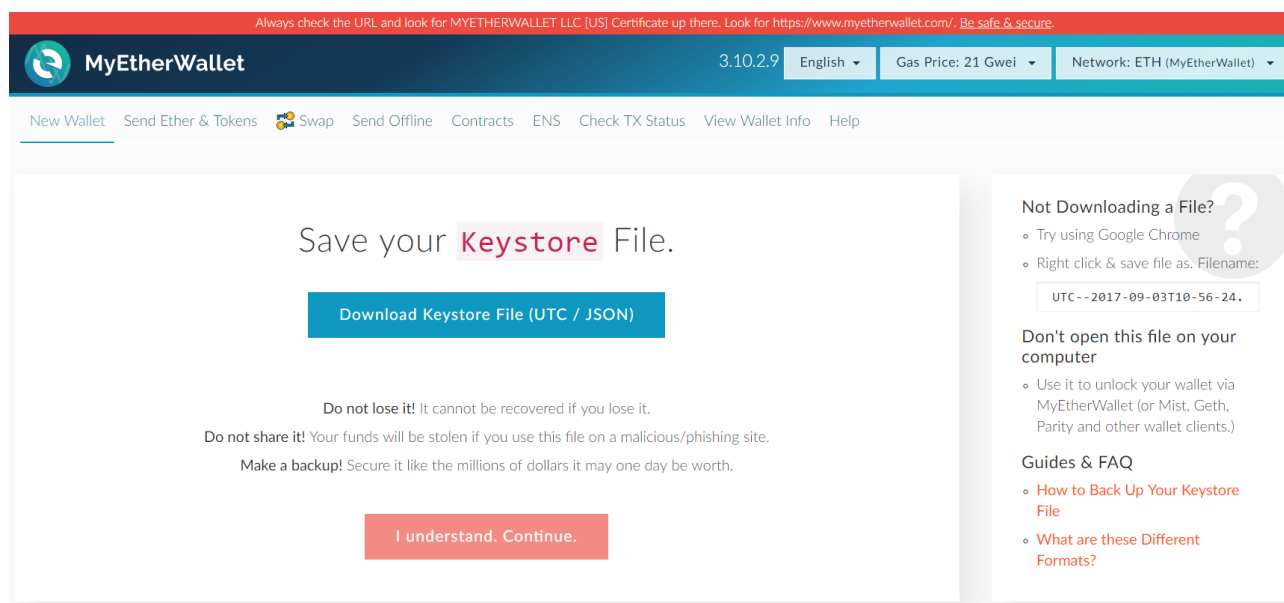 Always check the URL and look for MYETHERWALLET LLC [US] Certificate up there. Look for https://www.myetherwallet.com/. Be safe & secure.
MyEtherWallet
3.10.2.9 English Gas Price: 21 Gwei Network: ETH (MyEtherWallet)
New Wallet Send Ether & Tokens Swap Send Offline Contracts ENS Check TX Status View Wallet Info Help
Save your Keystore File.
Download Keystore File (UTC / JSON)
Do not lose it! It cannot be recovered if you lose it.
Do not share it! Your funds will be stolen if you use this file on a malicious/phishing site.
Make a backup! Secure it like the millions of dollars it may one day be worth.
I understand. Continue.
Not Downloading a File?
Try using Google Chrome
Right click & save file as. Filename:
UTC--2017-09-03T10-56-24.
Don't open this file on your
computer
Use it to unlock your wallet via
MyEtherWallet (or Mist, Geth,
Parity and other wallet clients.)
Guides & FAQ
How to Back Up Your Keystore
File
What are these Different
Formats?